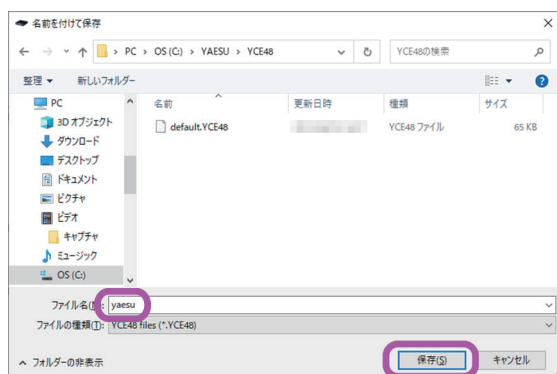 名前を付けて保存
PC > OS (C:) > YAESU > YCE48
YCE48の検索
整理 新しいフォルダー
名前 更新日時 種類 サイズ
PC
3D オブジェクト
default.YCE48 YCE48 ファイル 65 KB
ダウンロード
デスクトップ
ドキュメント
ピクチャ
ビデオ
キャプチャ
ミュージック
OS (C:)
ファイル名(N): yaesu
ファイルの種類(T): YCE48 files (*.YCE48)
フォルダーの非表示 保存(S) キャンセル